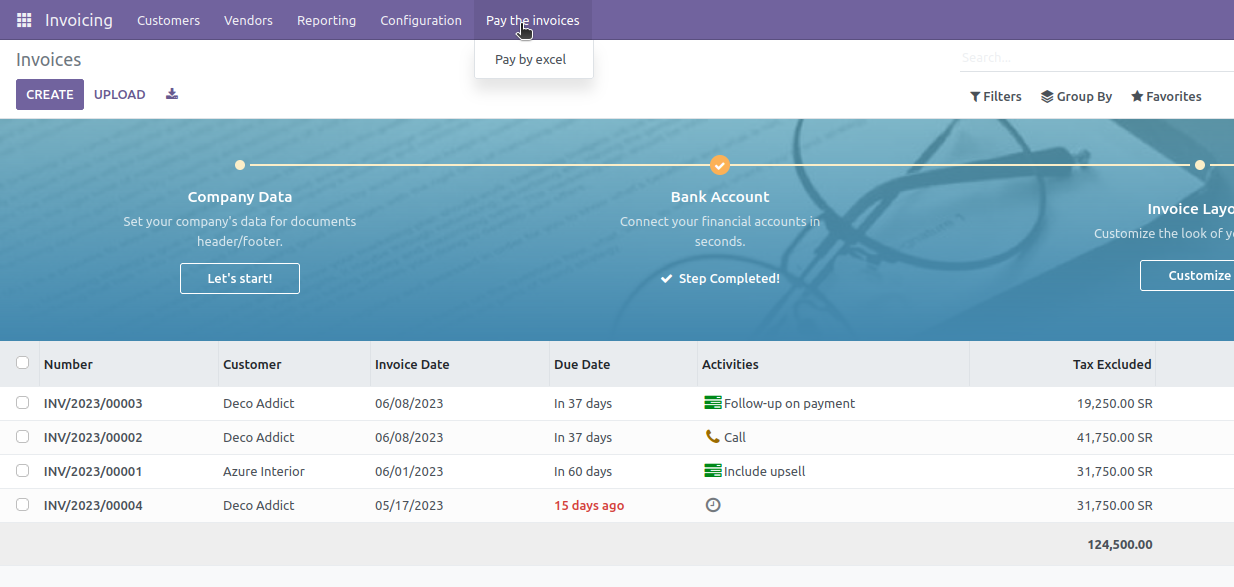 Invoicing Customers Vendors Reporting Configuration Pay the invoices
Pay by excel
Invoices
Search...
CREATE UPLOAD
Filters Group By Favorites
Company Data
Set your company's data for documents
header/footer.
Let's start!
Bank Account
Connect your financial accounts in
seconds.
Step Completed!
Invoice Layo
Customize the look of y
Customize
Number Customer Invoice Date Due Date Activities Tax Excluded
INV/2023/00003 Deco Addict 06/08/2023 In 37 days Follow-up on payment 19,250.00 SR
INV/2023/00002 Deco Addict 06/08/2023 In 37 days Call 41,750.00 SR
INV/2023/00001 Azure Interior 06/01/2023 In 60 days Include upsell 31,750.00 SR
INV/2023/00004 Deco Addict 05/17/2023 15 days ago 31,750.00 SR
124,500.00